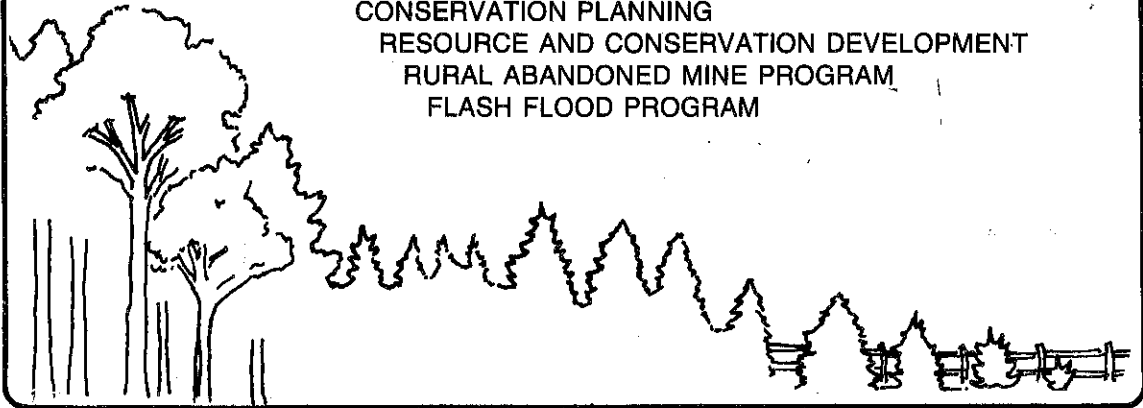 CONSERVATION PLANNING
RESOURCE AND CONSERVATION DEVELOPMENT
RURAL ABANDONED MINE PROGRAM
FLASH FLOOD PROGRAM